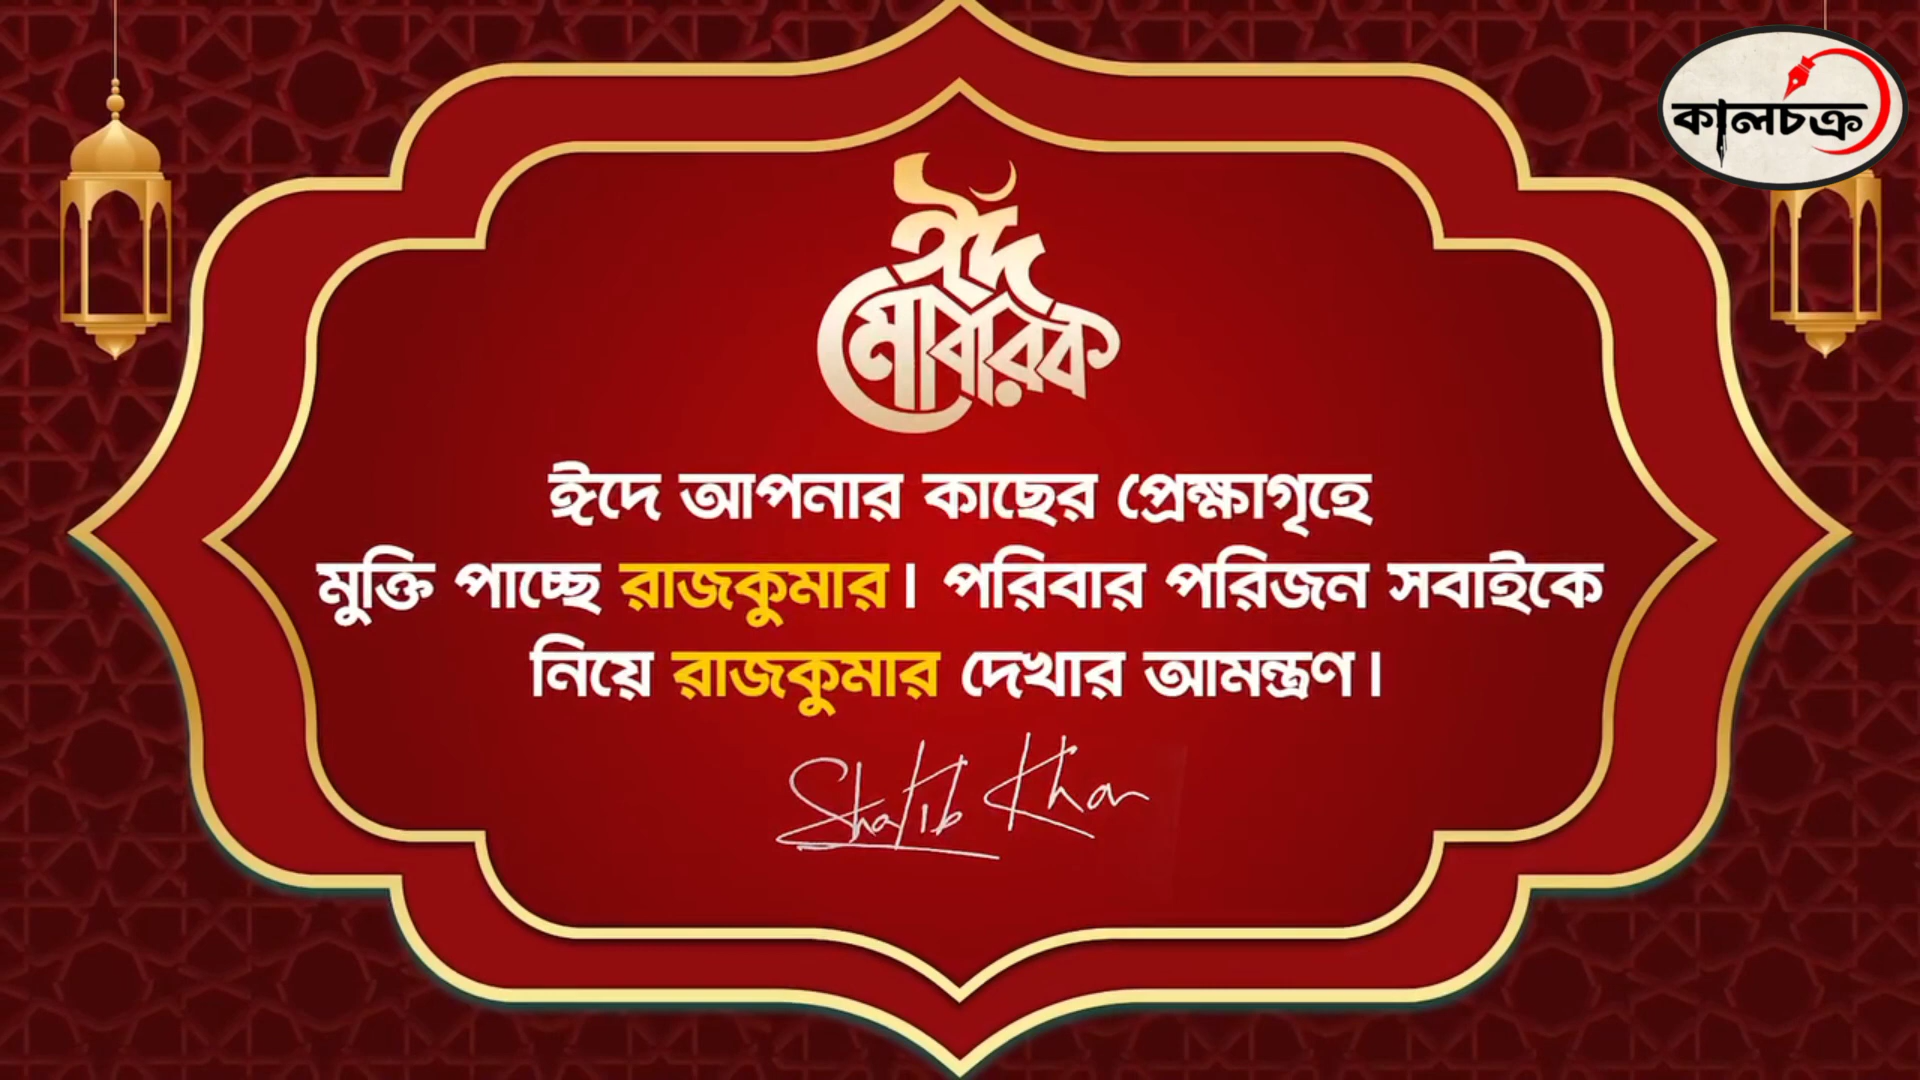 কালচক্র
ঈদ
মোবারক
ঈদে আপনার কাছের প্রেক্ষাগৃহে
মুক্তি পাচ্ছে রাজকুমার। পরিবার পরিজন সবাইকে
নিয়ে রাজকুমার দেখার আমন্ত্রণ।
Shakib Khan